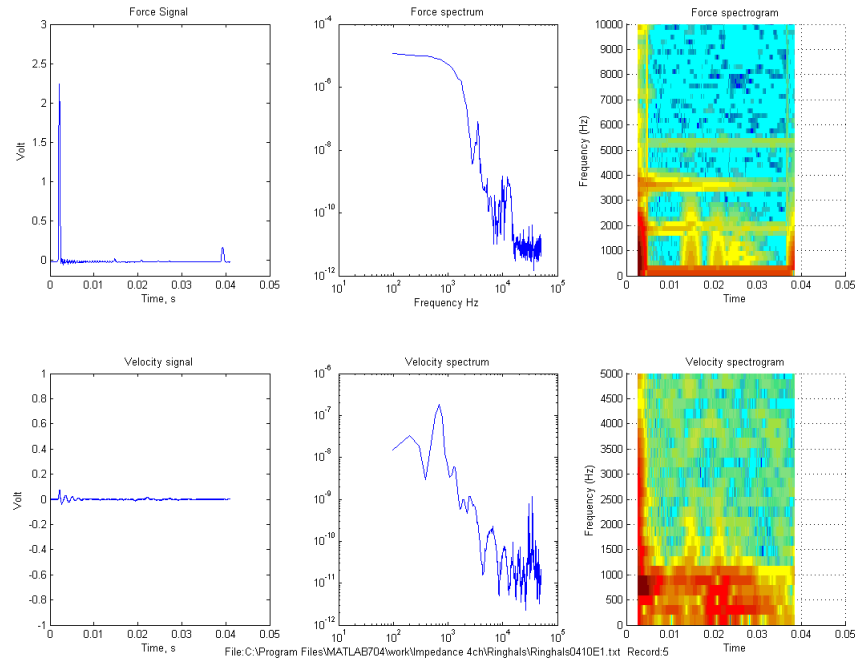 Force Signal
3
2.5
2
1.5
1
0.5
0
Volt
0 0.01 0.02 0.03 0.04 0.05
Time, s
Force spectrum
10^-4
10^-6
10^-8
10^-10
10^-12
10^1 10^2 10^3 10^4 10^5
Frequency Hz
Force spectrogram
10000
9000
8000
7000
6000
5000
4000
3000
2000
1000
0
Frequency (Hz)
0 0.01 0.02 0.03 0.04 0.05
Time
Velocity signal
1
0.8
0.6
0.4
0.2
0
-0.2
-0.4
-0.6
-0.8
-1
Volt
0 0.01 0.02 0.03 0.04 0.05
Time, s
Velocity spectrum
10^-6
10^-7
10^-8
10^-9
10^-10
10^-11
10^-12
10^1 10^2 10^3 10^4 10^5
Velocity spectrogram
5000
4500
4000
3500
3000
2500
2000
1500
1000
500
0
Frequency (Hz)
0 0.01 0.02 0.03 0.04 0.05
Time
File:C:\Program Files\MATLAB704\work\Impedance 4ch\Ringhals\Ringhals0410E1.txt Record:5